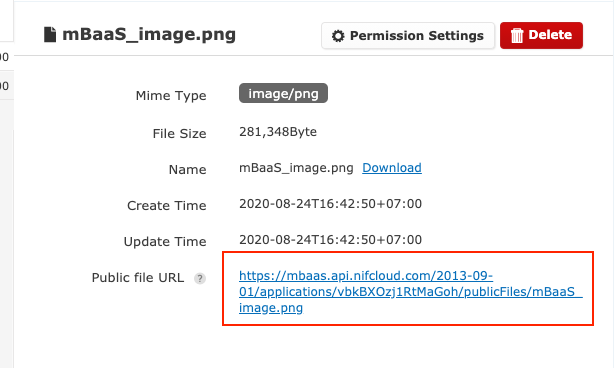 mBaaS_image.png
Permission Settings
Delete
00
00
Mime Type
image/png
File Size
281,348Byte
Name
mBaaS_image.png Download
Create Time
2020-08-24T16:42:50+07:00
Update Time
2020-08-24T16:42:50+07:00
Public file URL ?
https://mbaas.api.nifcloud.com/2013-09-
01/applications/vbkBXOzj1RtMaGoh/publicFiles/mBaaS_
image.png